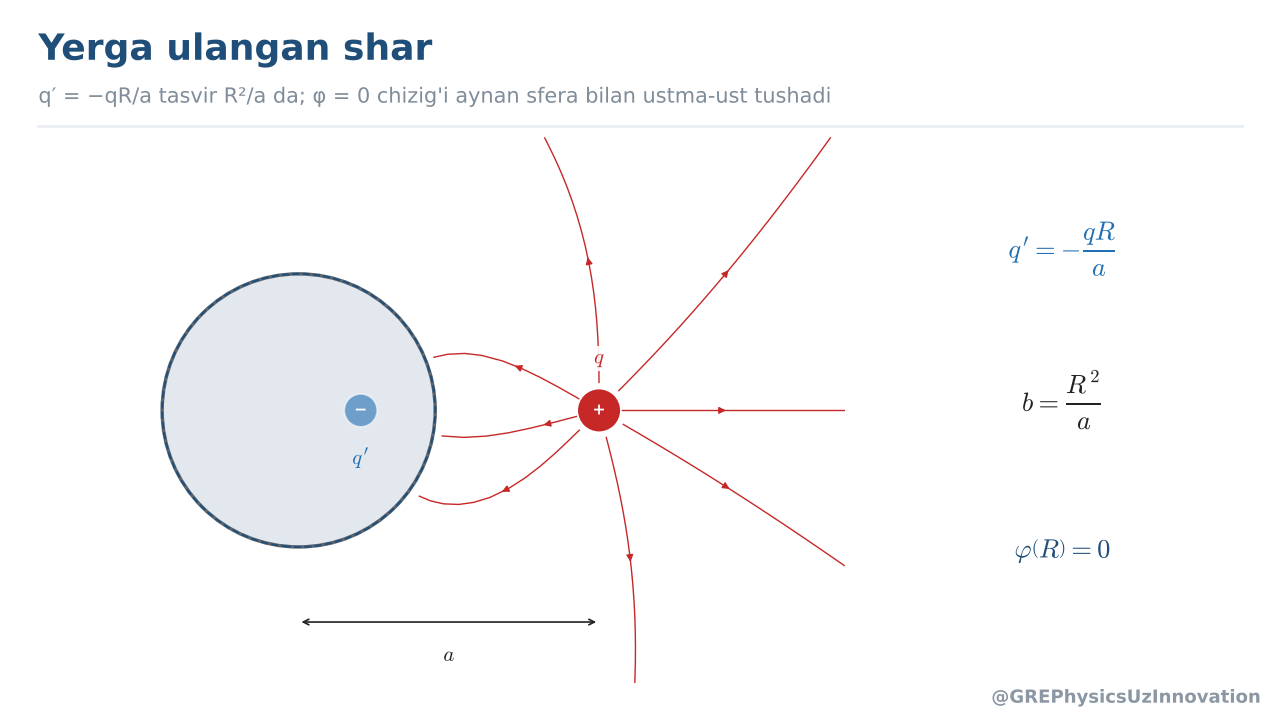 Yerga ulangan shar
q′ = −qR/a tasvir R²/a da; φ = 0 chizig'i aynan sfera bilan ustma-ust tushadi
q′ = −qR/a
q
+
−
b = R²/a
q′
φ(R) = 0
a
@GREPhysicsUzInnovation